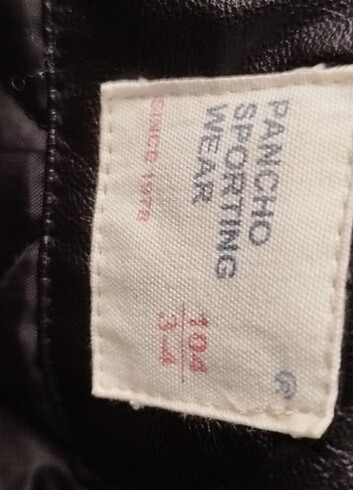 PANCHO
SPORTING
WEAR
SINCE 1978
®
104
3-4